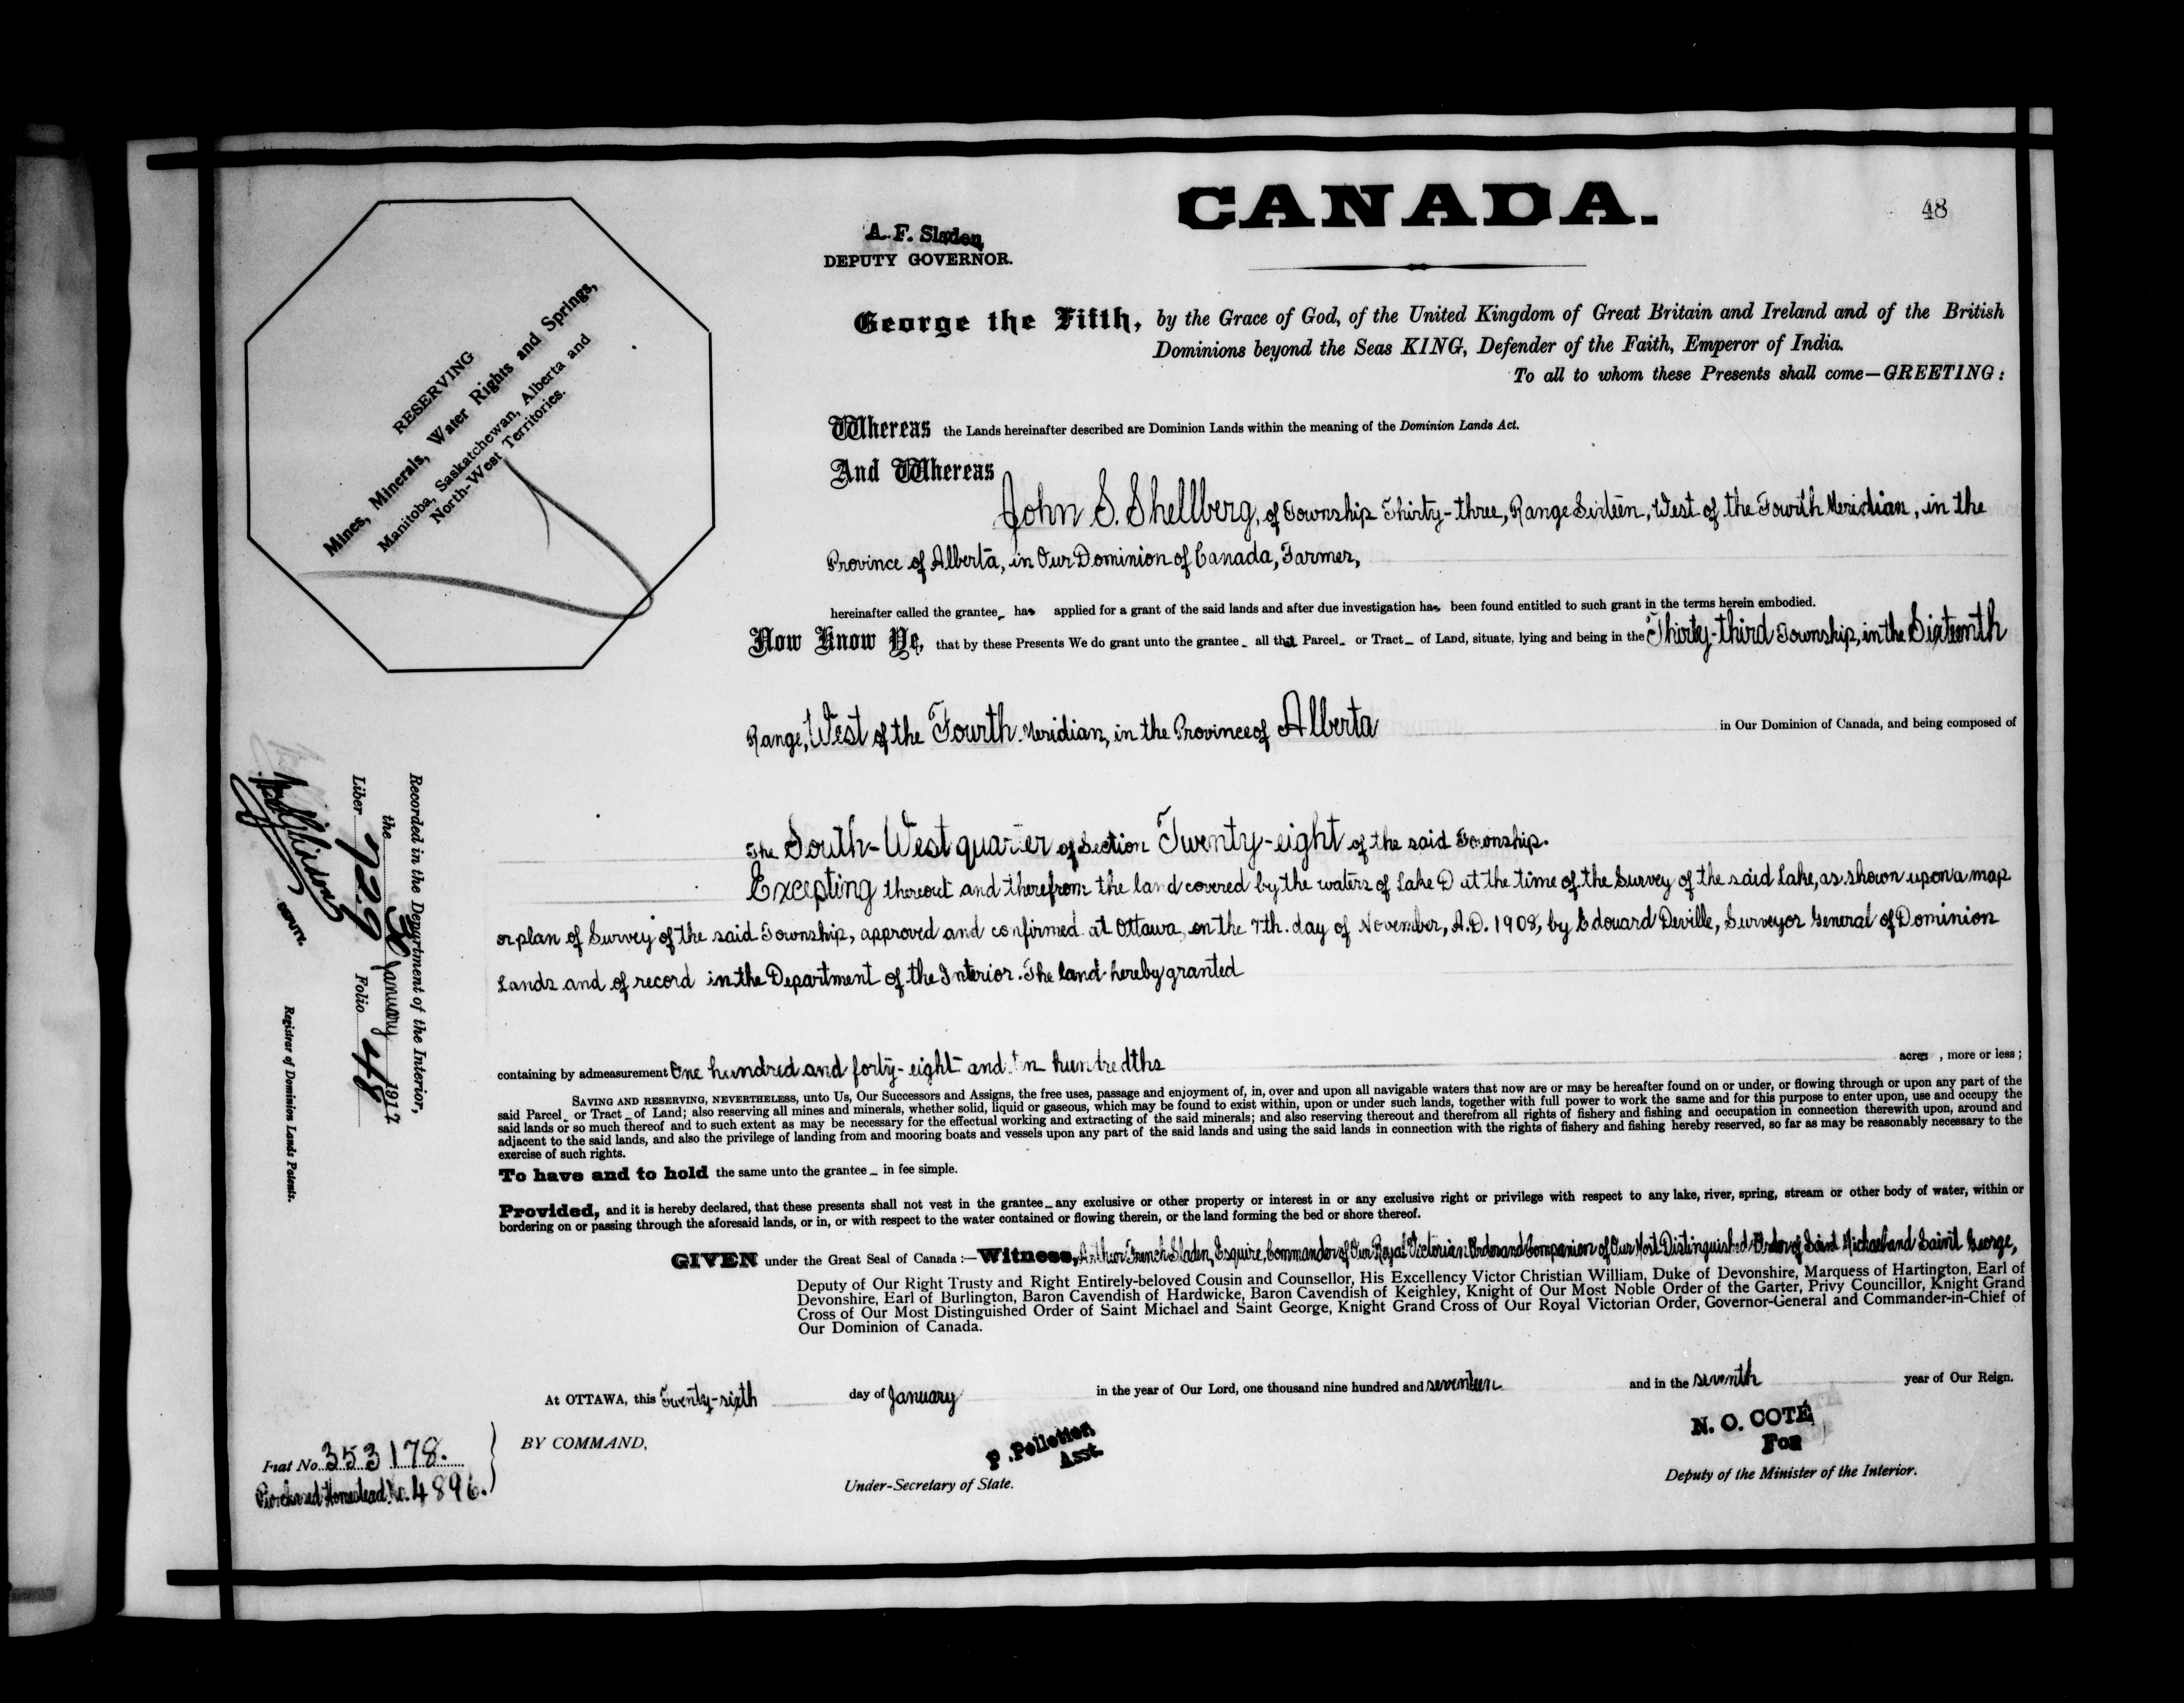 CANADA.
48
A. F. Sladen
DEPUTY GOVERNOR.
RESERVING
Mines, Minerals, Water Rights and Springs,
Manitoba, Saskatchewan, Alberta and
North-West Territories.
George the Fifth, by the Grace of God, of the United Kingdom of Great Britain and Ireland and of the British
Dominions beyond the Seas KING, Defender of the Faith, Emperor of India.
To all to whom these Presents shall come—GREETING:
Whereas the Lands hereinafter described are Dominion Lands within the meaning of the Dominion Lands Act.
And Whereas
John S. Shellberg, of Township Thirty-three, Range Sixteen, West of the Fourth Meridian, in the
Province of Alberta, in Our Dominion of Canada, Farmer,
hereinafter called the grantee has applied for a grant of the said lands and after due investigation has been found entitled to such grant in the terms herein embodied.
Now Know Ye, that by these Presents We do grant unto the grantee all that Parcel or Tract of Land, situate, lying and being in the Thirty-third Township, in the Sixteenth
Range, West of the Fourth Meridian, in the Province of Alberta in Our Dominion of Canada, and being composed of
The South-West quarter of Section Twenty-eight of the said Township.
Excepting thereout and therefrom the land covered by the waters of Lake D at the time of the Survey of the said Lake, as shown upon a map
or plan of Survey of the said Township, approved and confirmed at Ottawa, on the 7th. day of November, A.D. 1908, by Edouard Deville, Surveyor General of Dominion
Lands and of record in the Department of the Interior. The land hereby granted
containing by admeasurement One hundred and forty-eight and ten hundredths acres, more or less;
SAVING AND RESERVING, NEVERTHELESS, unto Us, Our Successors and Assigns, the free uses, passage and enjoyment of, in, over and upon all navigable waters that now are or may be hereafter found on or under, or flowing through or upon any part of the
said Parcel or Tract of Land; also reserving all mines and minerals, whether solid, liquid or gaseous, which may be found to exist within, upon or under such lands, together with full power to work the same and for this purpose to enter upon, use and occupy the
said lands or so much thereof and to such extent as may be necessary for the effectual working and extracting of the said minerals; and also reserving thereout and therefrom all rights of fishery and fishing and occupation in connection therewith upon, around and
adjacent to the said lands, and also the privilege of landing from and mooring boats and vessels upon any part of the said lands and using the said lands in connection with the rights of fishery and fishing hereby reserved, so far as may be reasonably necessary to the
exercise of such rights.
To have and to hold the same unto the grantee in fee simple.
Provided, and it is hereby declared, that these presents shall not vest in the grantee any exclusive or other property or interest in or any exclusive right or privilege with respect to any lake, river, spring, stream or other body of water, within or
bordering on or passing through the aforesaid lands, or in, or with respect to the water contained or flowing therein, or the land forming the bed or shore thereof.
GIVEN under the Great Seal of Canada:—Witness, Arthur French Sladen, Esquire, Commander of Our Royal Victorian Order and Companion of Our Most Distinguished Order of Saint Michael and Saint George,
Deputy of Our Right Trusty and Right Entirely-beloved Cousin and Counsellor, His Excellency Victor Christian William, Duke of Devonshire, Marquess of Hartington, Earl of
Devonshire, Earl of Burlington, Baron Cavendish of Hardwicke, Baron Cavendish of Keighley, Knight of Our Most Noble Order of the Garter, Privy Councillor, Knight Grand
Cross of Our Most Distinguished Order of Saint Michael and Saint George, Knight Grand Cross of Our Royal Victorian Order, Governor-General and Commander-in-Chief of
Our Dominion of Canada.
At OTTAWA, this Twenty-sixth day of January in the year of Our Lord, one thousand nine hundred and seventeen and in the seventh year of Our Reign.
BY COMMAND,
P. Pelletier
Asst.
Under-Secretary of State.
N. O. COTÉ
For
Deputy of the Minister of the Interior.
Recorded in the Department of the Interior,
the 30 January 1917
Liber 729 Folio 48
DEPUTY.
Registrar of Dominion Lands Patents.
Fiat No. 353178.
Purchased Homestead No. 4896.